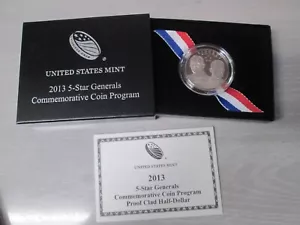 UNITED STATES MINT
2013 5-Star Generals
Commemorative Coin Program
UNITED STATES MINT
2013
5-Star Generals
Commemorative Coin Program
Proof Clad Half-Dollar